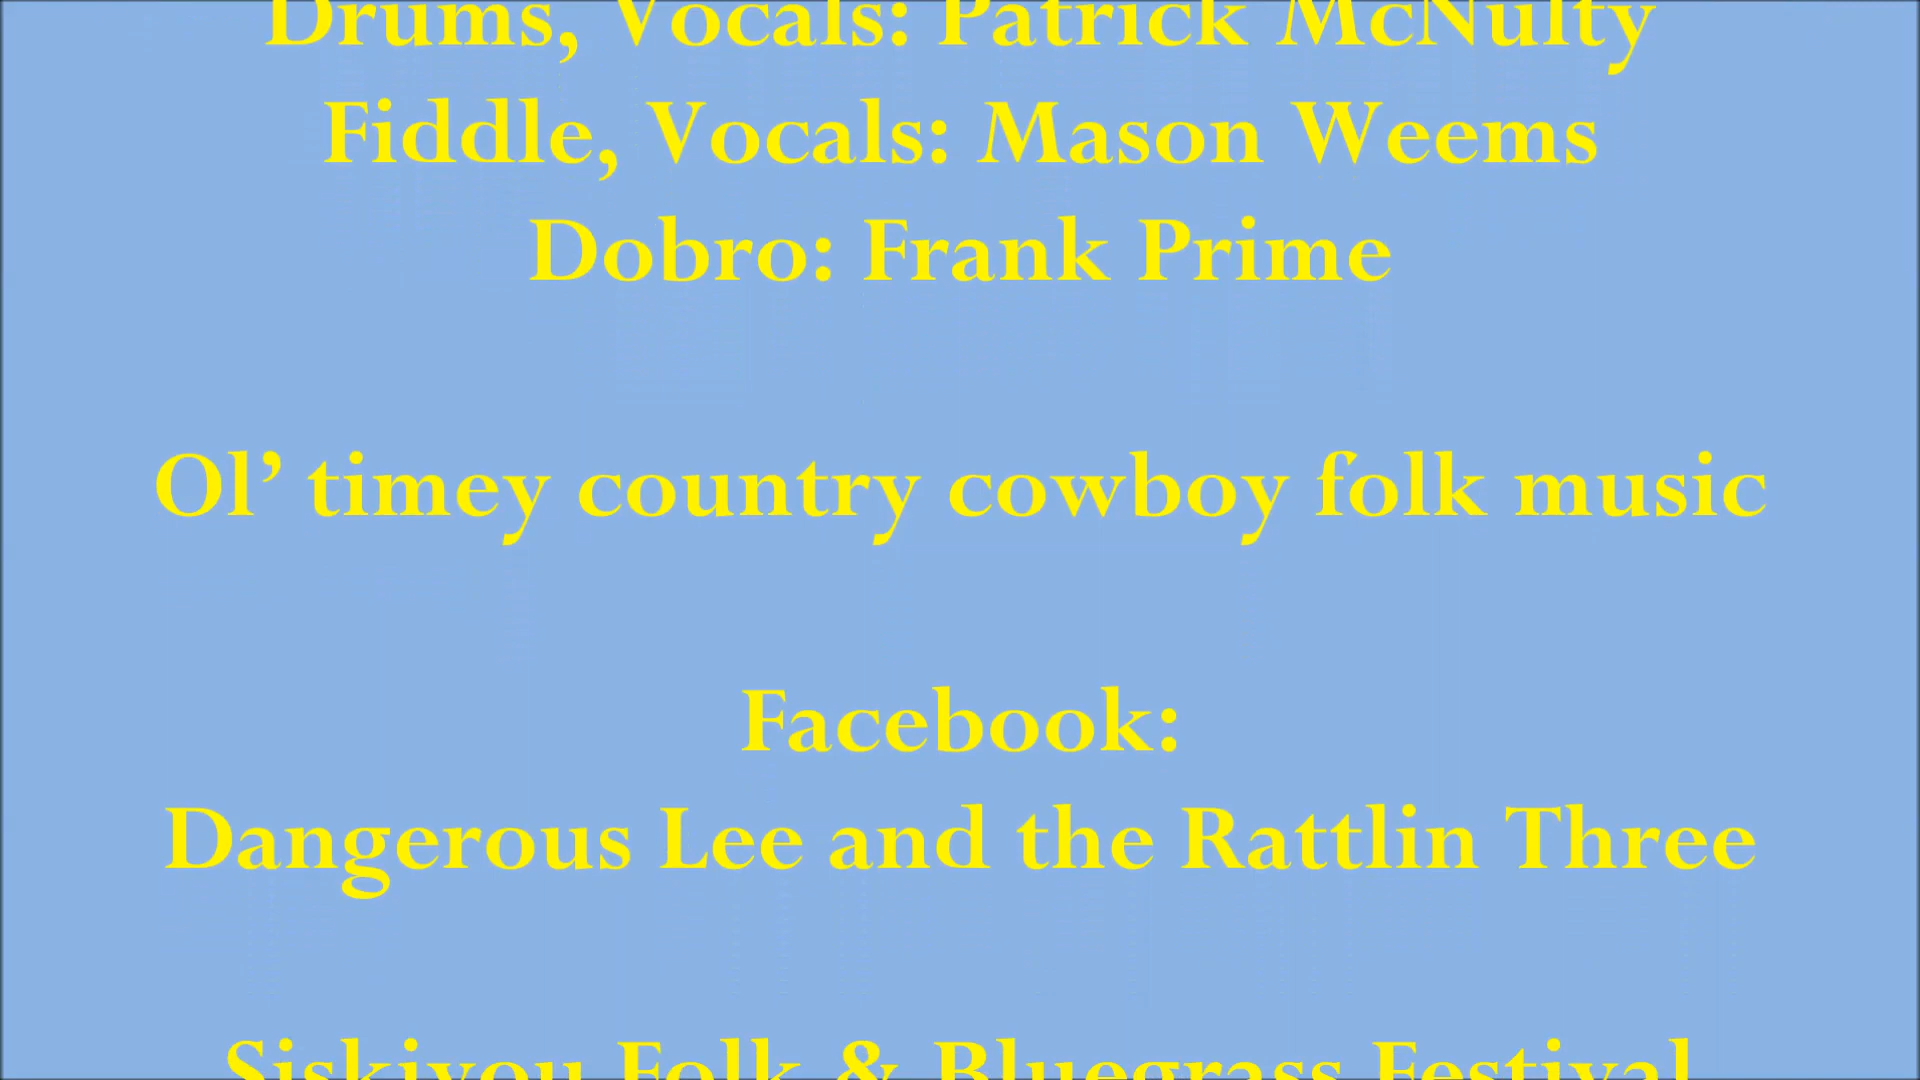 Drums, Vocals: Patrick McNulty
Fiddle, Vocals: Mason Weems
Dobro: Frank Prime
Ol’ timey country cowboy folk music
Facebook:
Dangerous Lee and the Rattlin Three
Siskiyou Folk & Bluegrass Festival